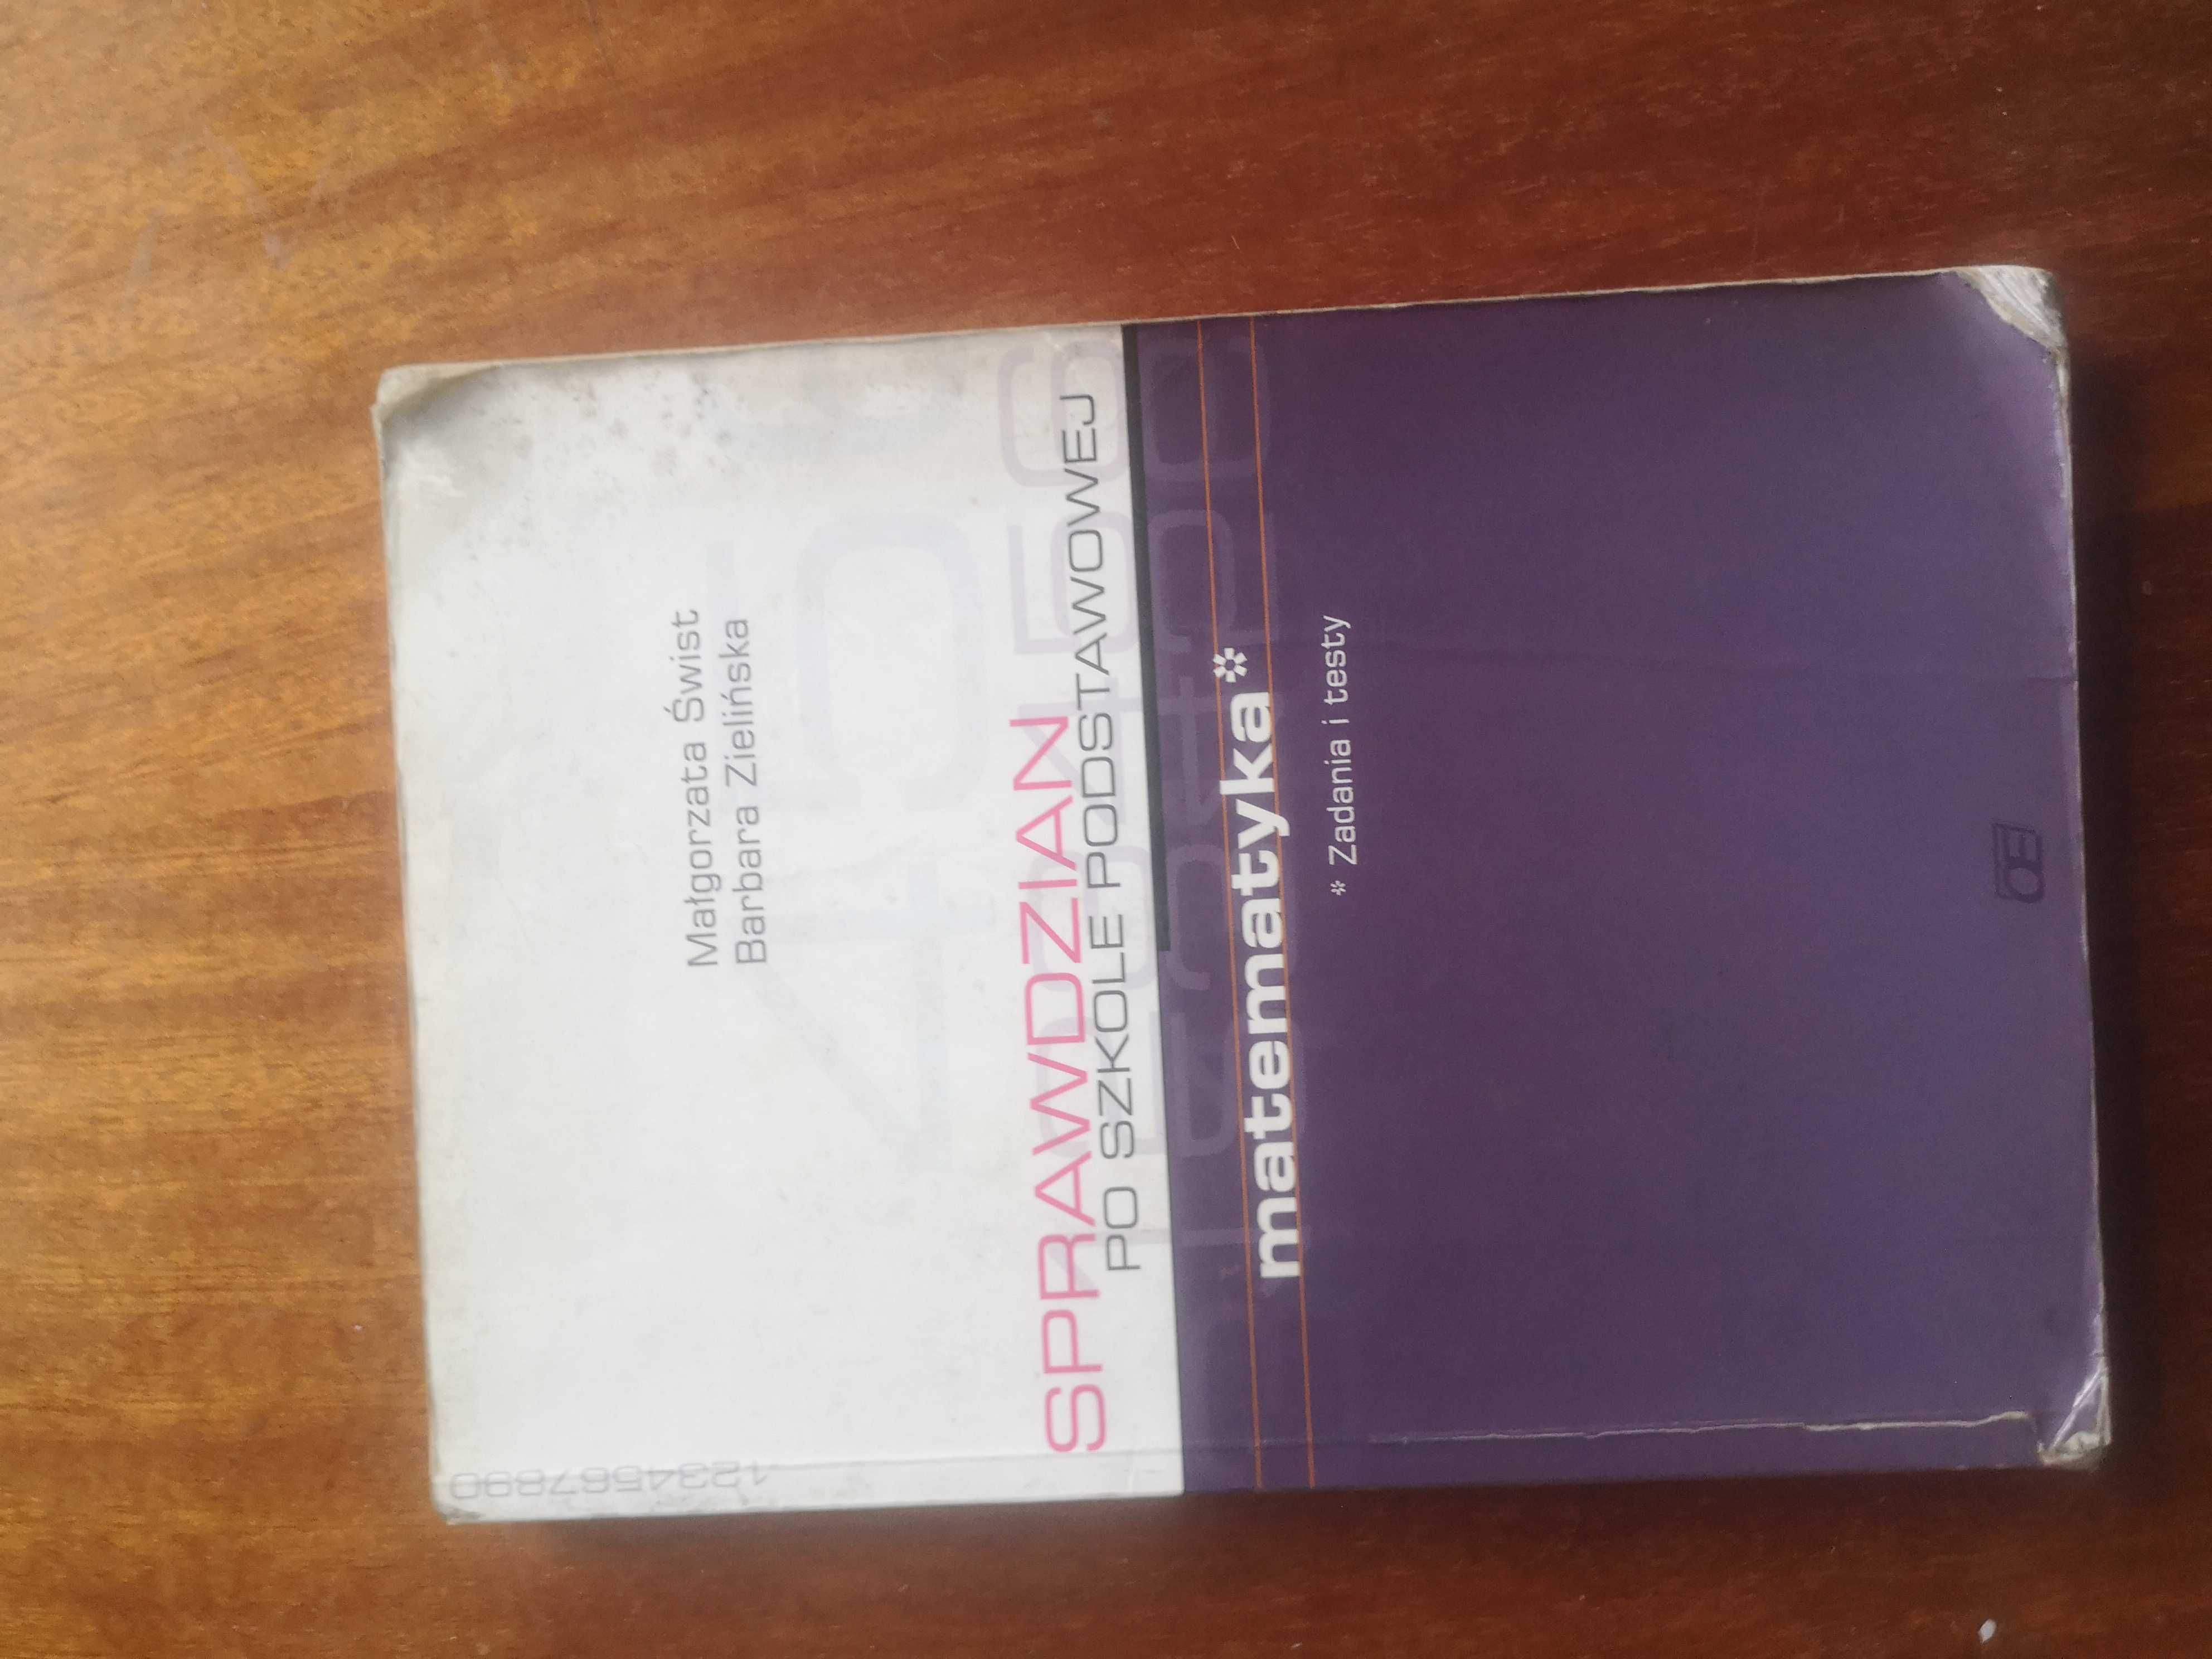 Małgorzata Świst
Barbara Zielińska
SPRAWDZIAN
PO SZKOLE PODSTAWOWEJ
matematyka*
* Zadania i testy
1234567890